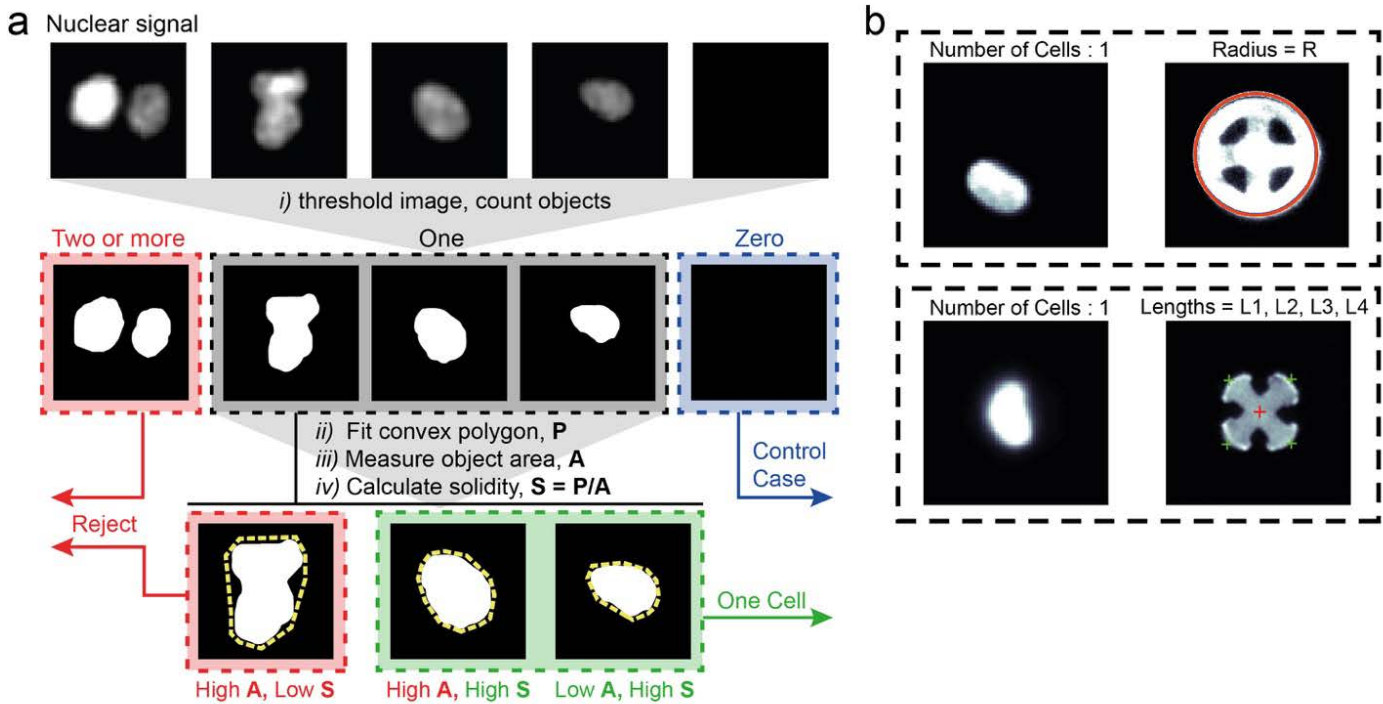 a
Nuclear signal
i) threshold image, count objects
Two or more
One
Zero
ii) Fit convex polygon, P
iii) Measure object area, A
iv) Calculate solidity, S = P/A
Control
Case
Reject
One Cell
High A, Low S
High A, High S
Low A, High S
b
Number of Cells : 1
Radius = R
Number of Cells : 1
Lengths = L1, L2, L3, L4